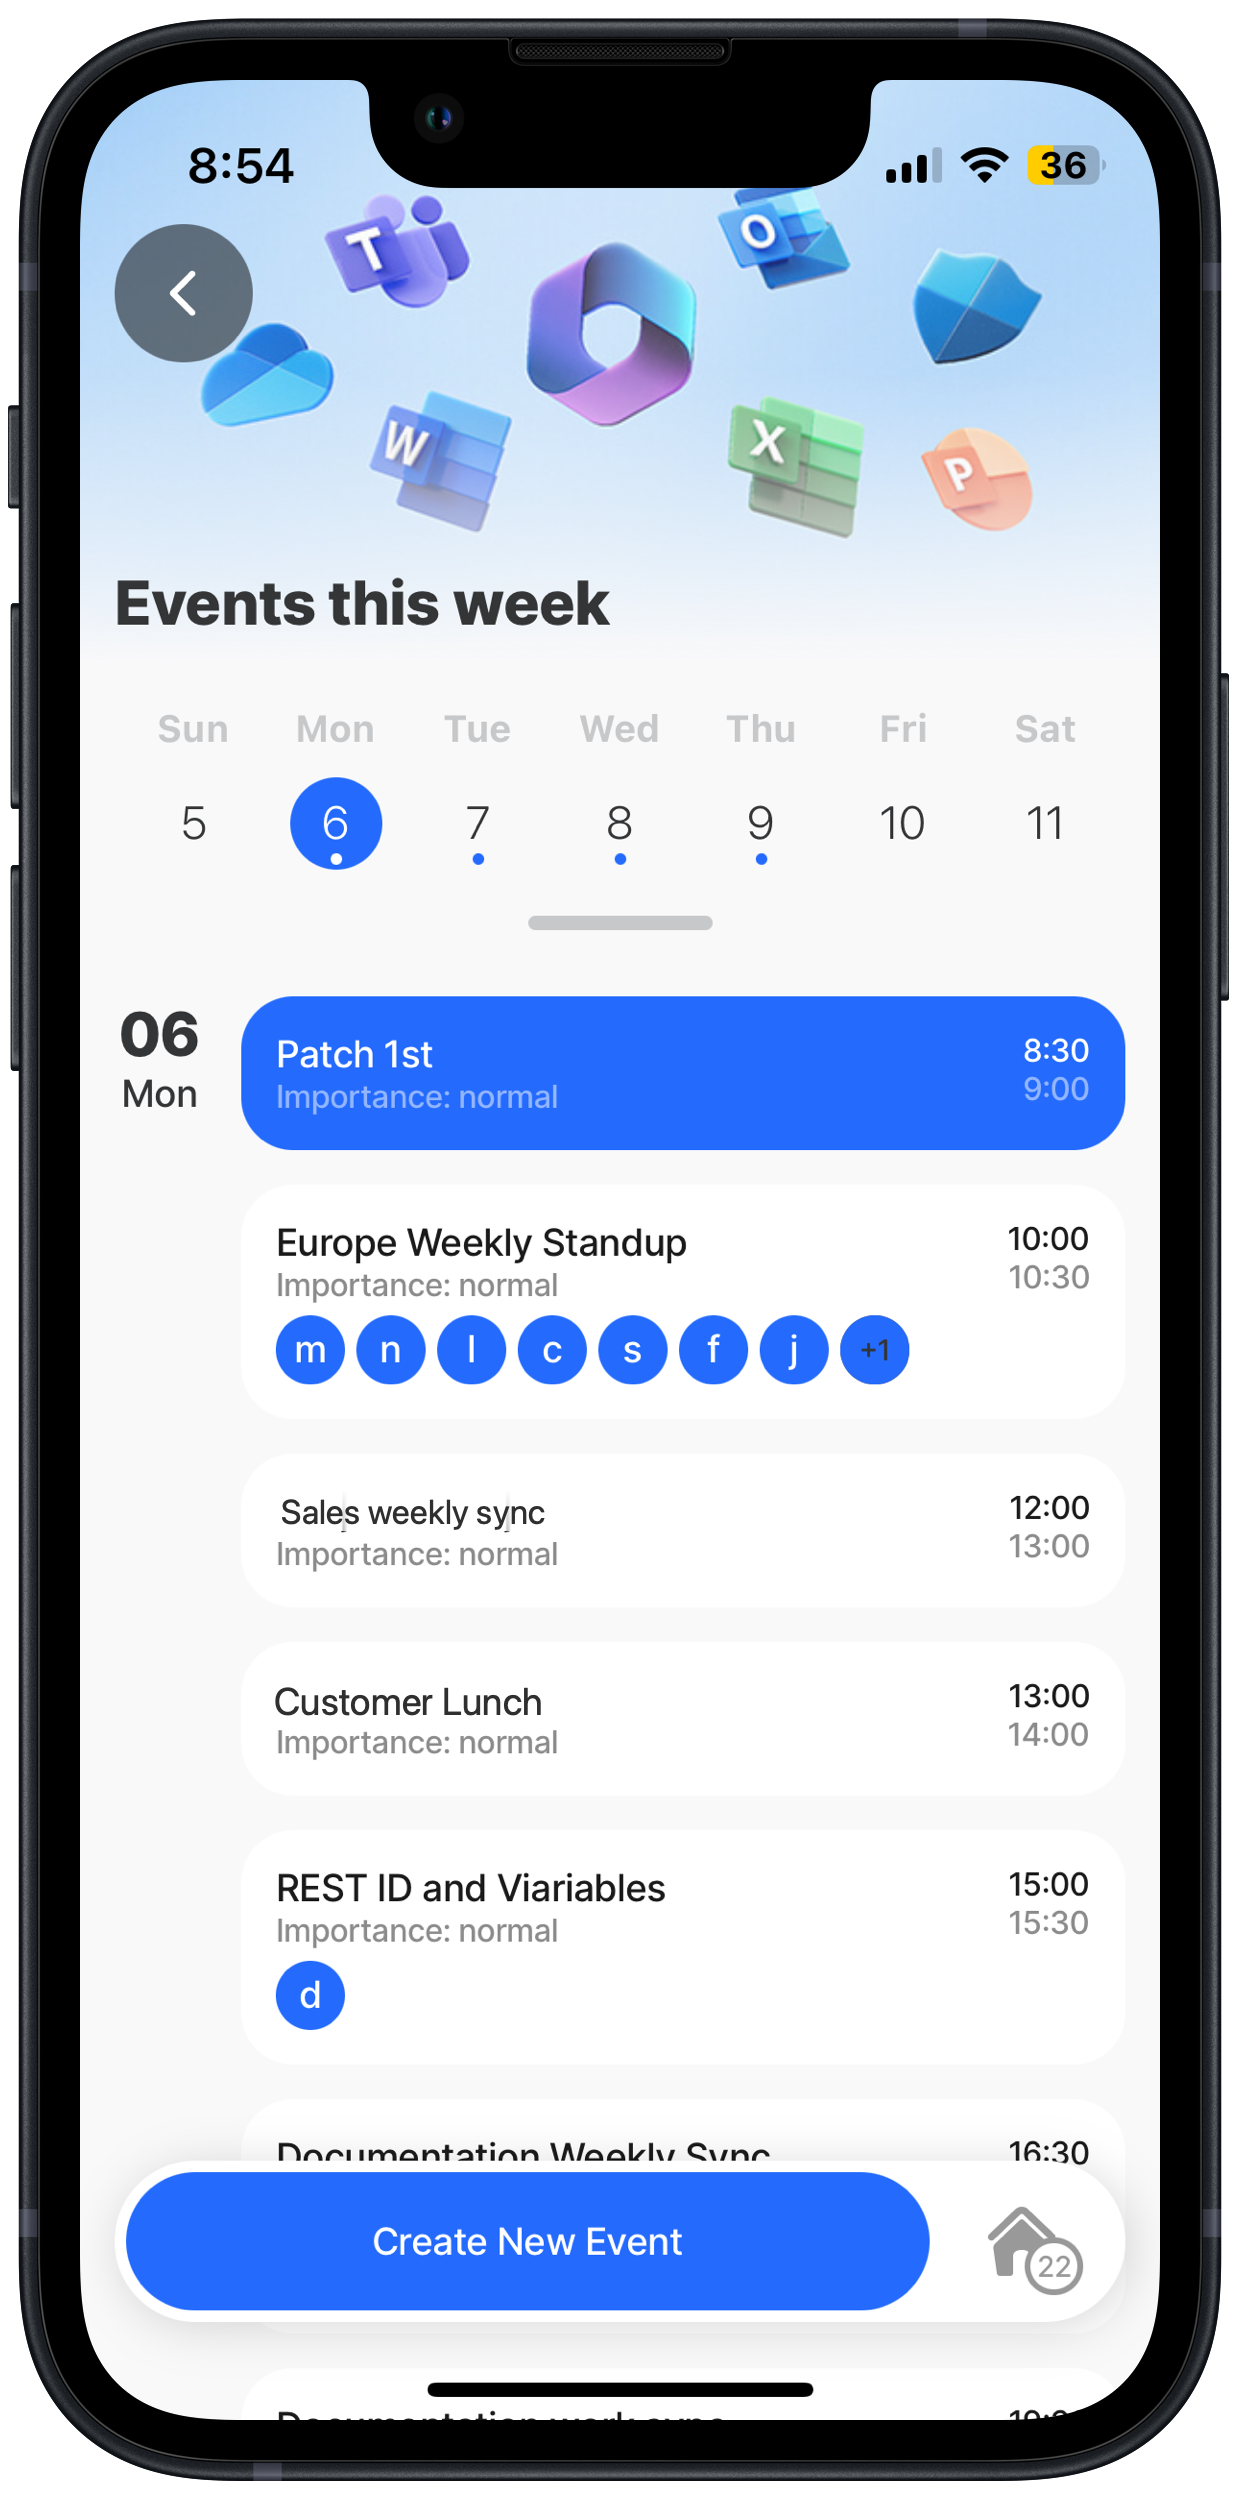 8:54
36
T
O
W
X
P
Events this week
Sun Mon Tue Wed Thu Fri Sat
5 6 7 8 9 10 11
06
Mon
Patch 1st 8:30
Importance: normal 9:00
Europe Weekly Standup 10:00
Importance: normal 10:30
m n l c s f j +1
Sales weekly sync 12:00
Importance: normal 13:00
Customer Lunch 13:00
Importance: normal 14:00
REST ID and Viariables 15:00
Importance: normal 15:30
d
Documentation Weekly Sync 16:30
Create New Event
22
Documentation work sync